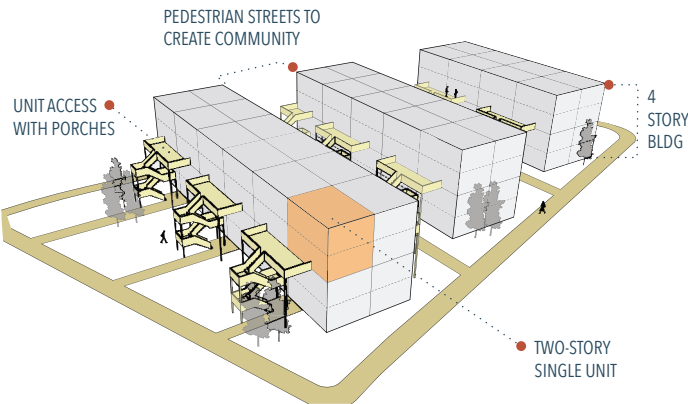 PEDESTRIAN STREETS TO
CREATE COMMUNITY
UNIT ACCESS
WITH PORCHES
4
STORY
BLDG
TWO-STORY
SINGLE UNIT